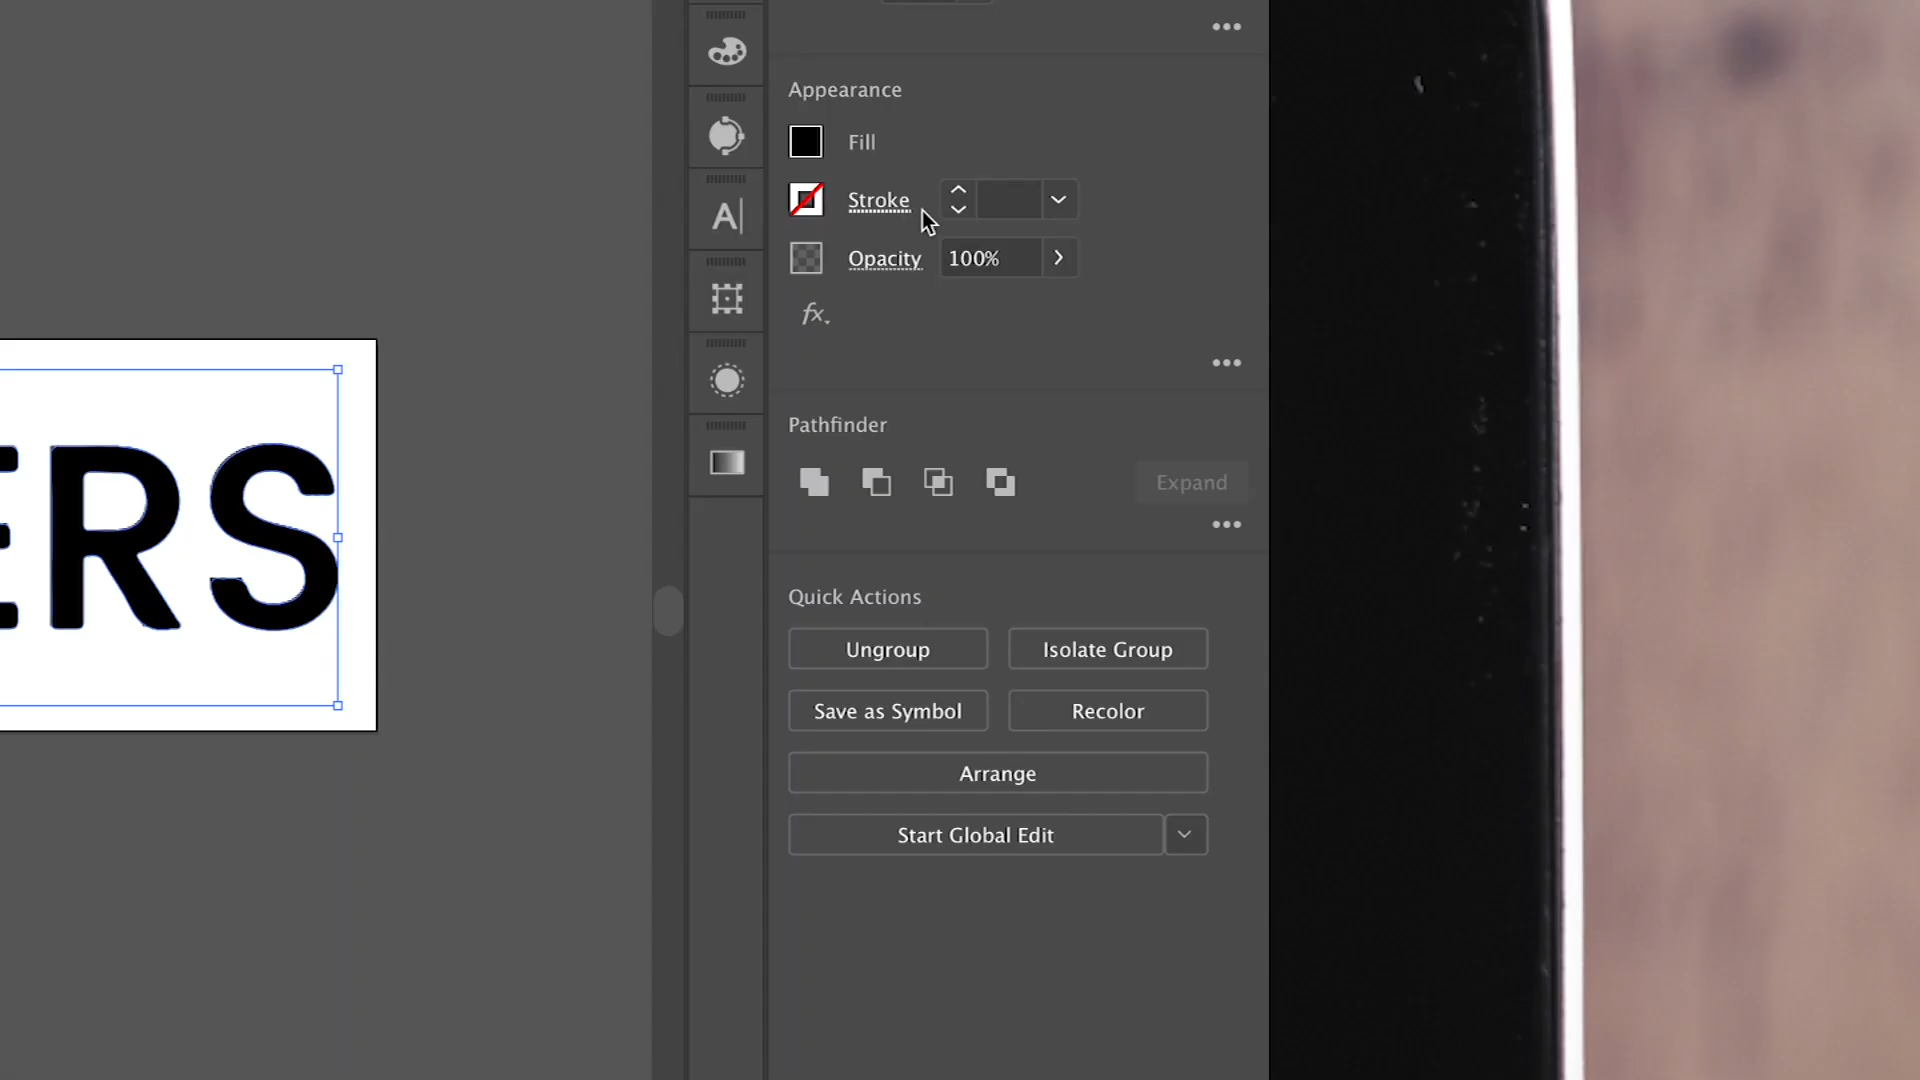 Appearance
Fill
Stroke
Opacity 100%
fx
Pathfinder
Expand
ERS
Quick Actions
Ungroup Isolate Group
Save as Symbol Recolor
Arrange
Start Global Edit